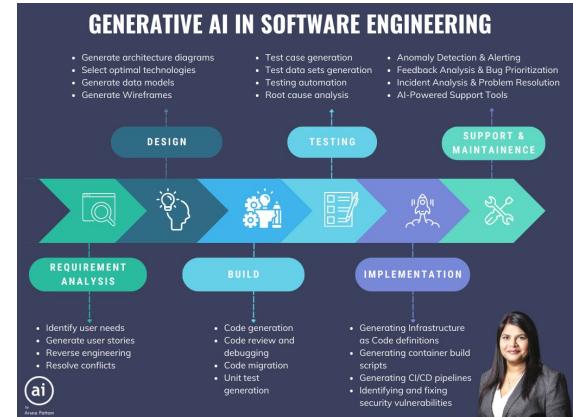 GENERATIVE AI IN SOFTWARE ENGINEERING
• Generate architecture diagrams
• Select optimal technologies
• Generate data models
• Generate Wireframes
• Test case generation
• Test data sets generation
• Testing automation
• Root cause analysis
• Anomaly Detection & Alerting
• Feedback Analysis & Bug Prioritization
• Incident Analysis & Problem Resolution
• AI-Powered Support Tools
DESIGN
TESTING
SUPPORT &
MAINTAINENCE
REQUIREMENT
ANALYSIS
BUILD
IMPLEMENTATION
• Identify user needs
• Generate user stories
• Reverse engineering
• Resolve conflicts
• Code generation
• Code review and
debugging
• Code migration
• Unit test
generation
• Generating Infrastructure
as Code definitions
• Generating container build
scripts
• Generating CI/CD pipelines
• Identifying and fixing
security vulnerabilities
ai
by
Aruna Pattam